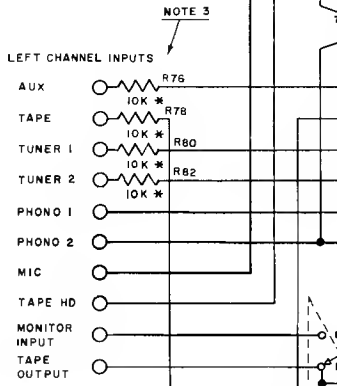 NOTE 3
LEFT CHANNEL INPUTS
AUX R76
10K *
TAPE R78
10K *
TUNER 1 R80
10K *
TUNER 2 R82
10K *
PHONO 1
PHONO 2
MIC
TAPE HD
MONITOR
INPUT
TAPE
OUTPUT